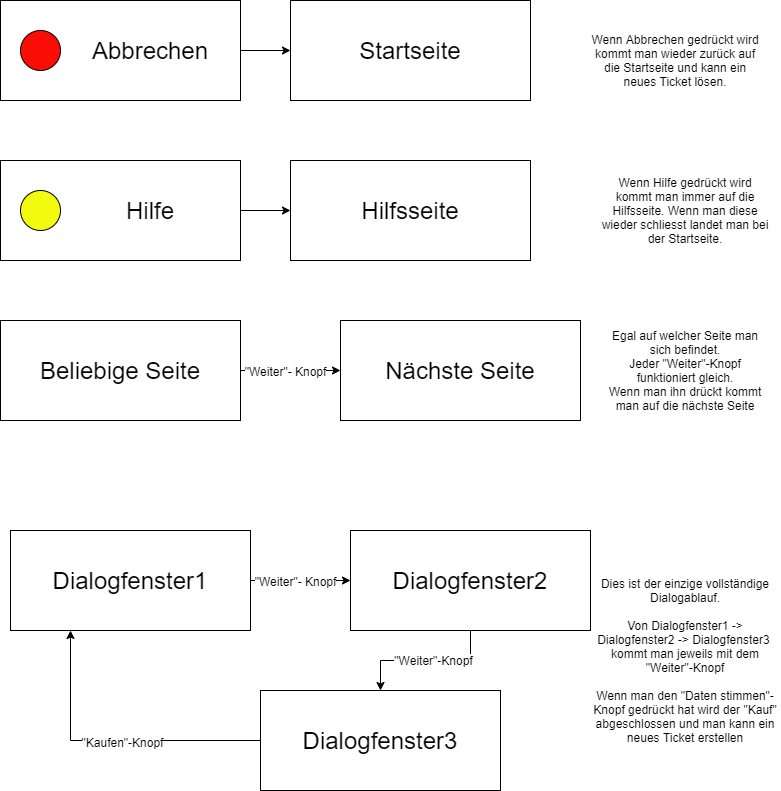 Abbrechen
Startseite
Wenn Abbrechen gedrückt wird
kommt man wieder zurück auf
die Startseite und kann ein
neues Ticket lösen.
Hilfe
Hilfsseite
Wenn Hilfe gedrückt wird
kommt man immer auf die
Hilfsseite. Wenn man diese
wieder schliesst landet man bei
der Startseite.
Beliebige Seite
"Weiter"- Knopf
Nächste Seite
Egal auf welcher Seite man
sich befindet.
Jeder "Weiter"-Knopf
funktioniert gleich.
Wenn man ihn drückt kommt
man auf die nächste Seite
Dialogfenster1
"Weiter"- Knopf
Dialogfenster2
"Weiter"-Knopf
Dialogfenster3
"Kaufen"-Knopf
Dies ist der einzige vollständige
Dialogablauf.
Von Dialogfenster1 ->
Dialogfenster2 -> Dialogfenster3
kommt man jeweils mit dem
"Weiter"-Knopf
Wenn man den "Daten stimmen"-
Knopf gedrückt hat wird der "Kauf"
abgeschlossen und man kann ein
neues Ticket erstellen